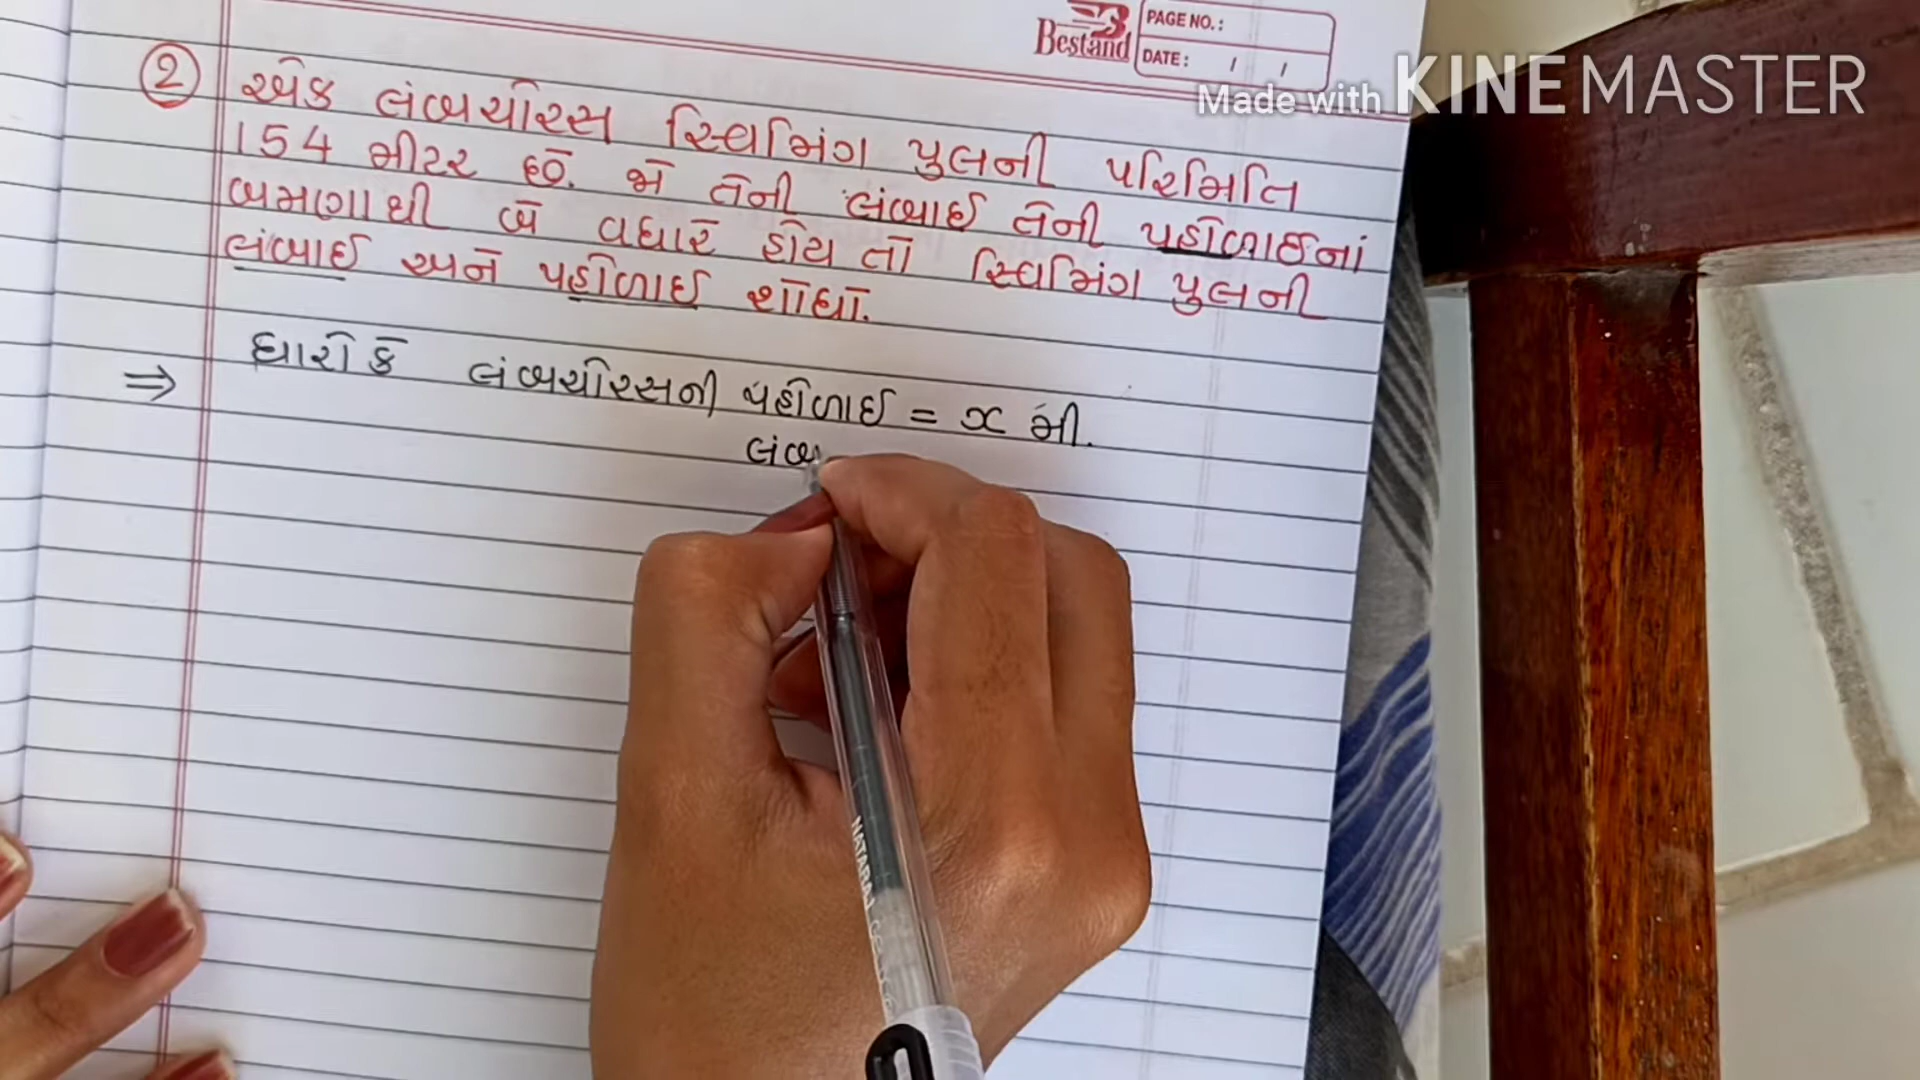 Bestand
PAGE NO.:
DATE: / /
Made with KINEMASTER
2 એક લંબચોરસ સ્વિમિંગ પુલની પરિમિતિ
154 મીટર છે. જો તેની લંબાઈ તેની પહોળાઈનાં
બમણાથી બે વધારે હોય તો સ્વિમિંગ પુલની
લંબાઈ અને પહોળાઈ શોધો.
⇒ ધારો કે લંબચોરસની પહોળાઈ = x મી.
લંબ
NATARAJ